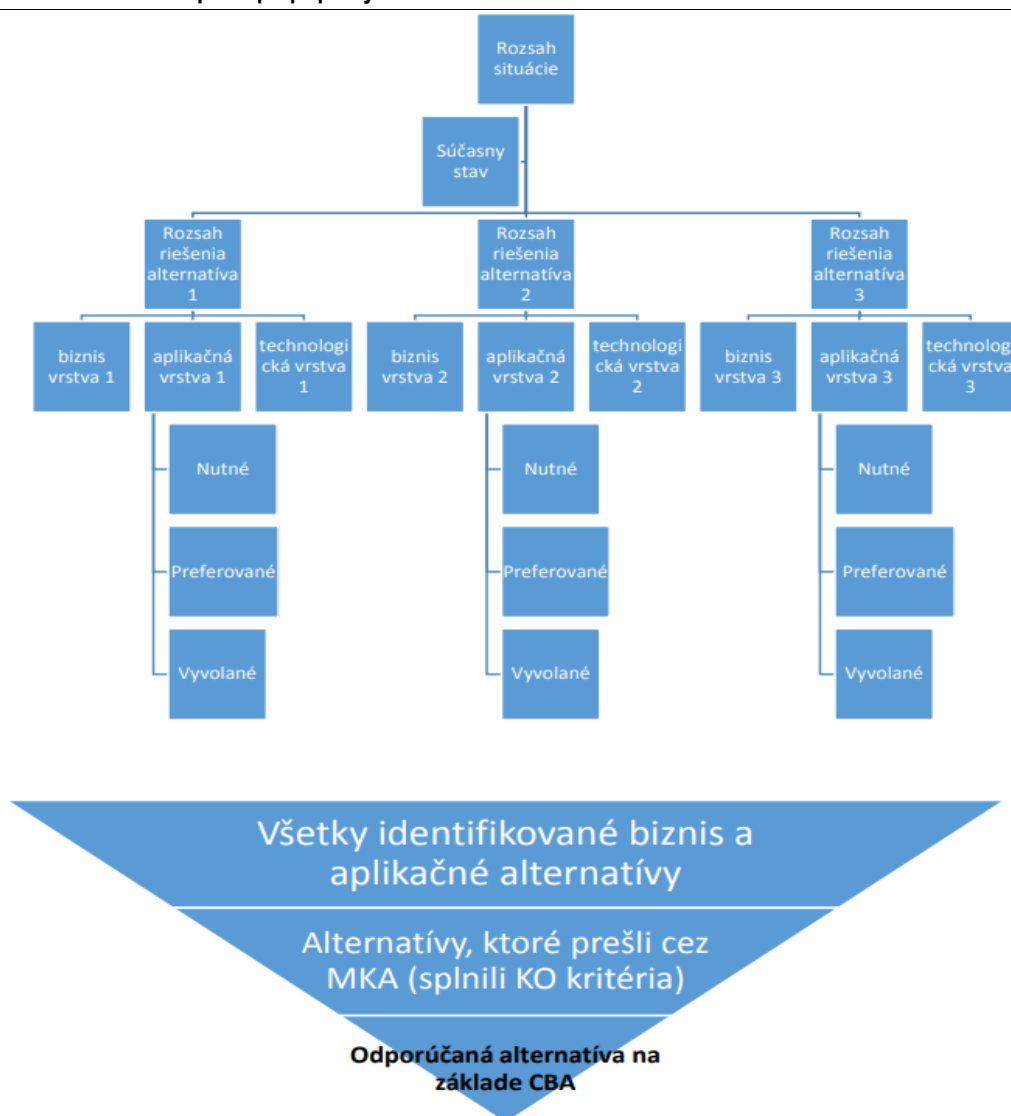 Rozsah
situácie
Súčasny
stav
Rozsah
riešenia
alternatíva
1
Rozsah
riešenia
alternatíva
2
Rozsah
riešenia
alternatíva
3
biznis
vrstva 1
aplikačná
vrstva 1
technologi
cká vrstva
1
biznis
vrstva 2
aplikačná
vrstva 2
technologi
cká vrstva
2
biznis
vrstva 3
aplikačná
vrstva 3
technologi
cká vrstva
3
Nutné
Preferované
Vyvolané
Nutné
Preferované
Vyvolané
Nutné
Preferované
Vyvolané
Všetky identifikované biznis a
aplikačné alternatívy
Alternatívy, ktoré prešli cez
MKA (splnili KO kritéria)
Odporúčaná alternatíva na
základe CBA